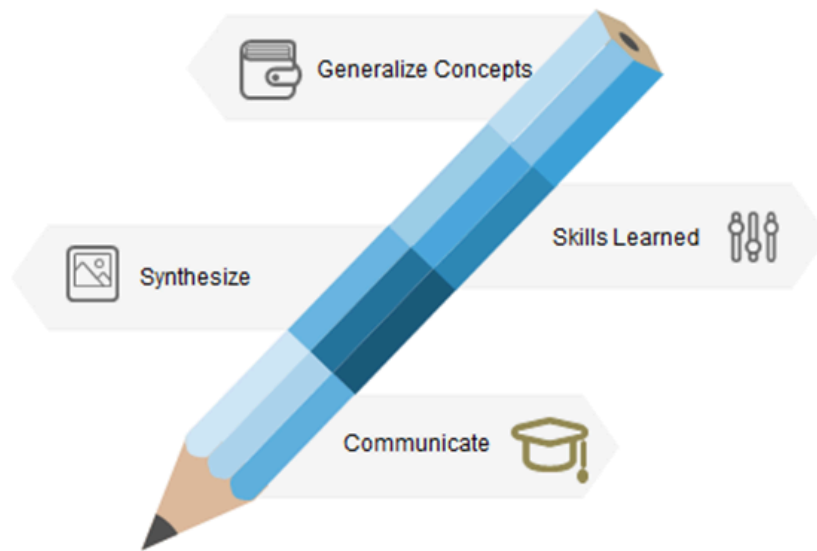 Generalize Concepts
Skills Learned
Synthesize
Communicate